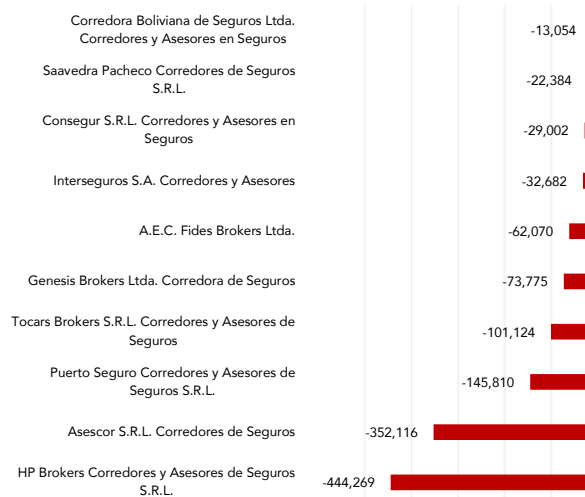 Corredora Boliviana de Seguros Ltda.
Corredores y Asesores en Seguros
-13,054
Saavedra Pacheco Corredores de Seguros
S.R.L.
-22,384
Consegur S.R.L. Corredores y Asesores en
Seguros
-29,002
Interseguros S.A. Corredores y Asesores
-32,682
A.E.C. Fides Brokers Ltda.
-62,070
Genesis Brokers Ltda. Corredora de Seguros
-73,775
Tocars Brokers S.R.L. Corredores y Asesores de
Seguros
-101,124
Puerto Seguro Corredores y Asesores de
Seguros S.R.L.
-145,810
Asescor S.R.L. Corredores de Seguros
-352,116
HP Brokers Corredores y Asesores de Seguros
S.R.L.
-444,269